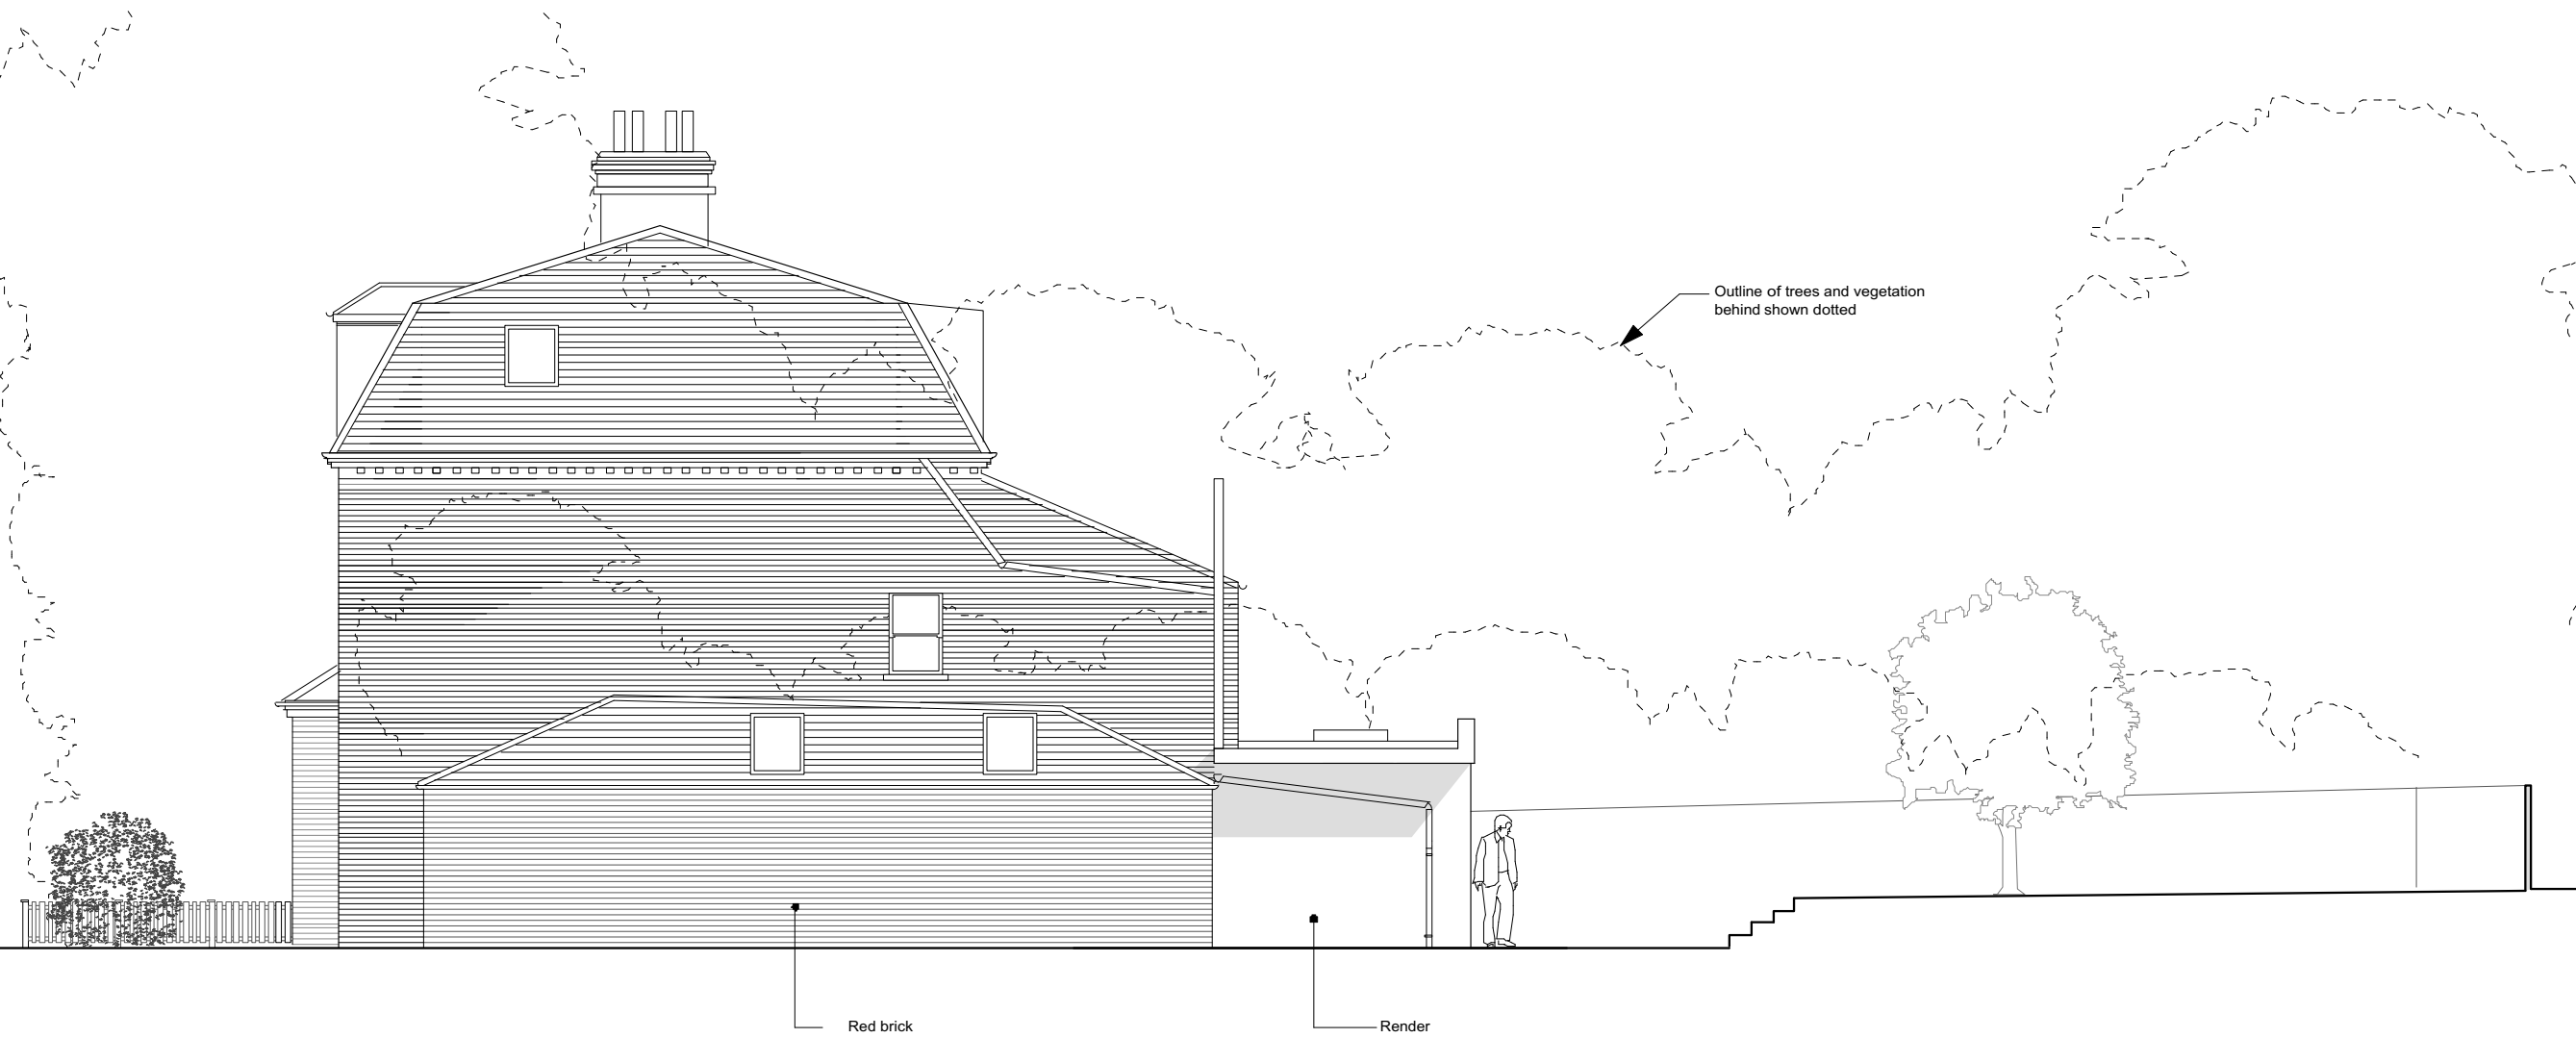 Outline of trees and vegetation
behind shown dotted
Red brick
Render